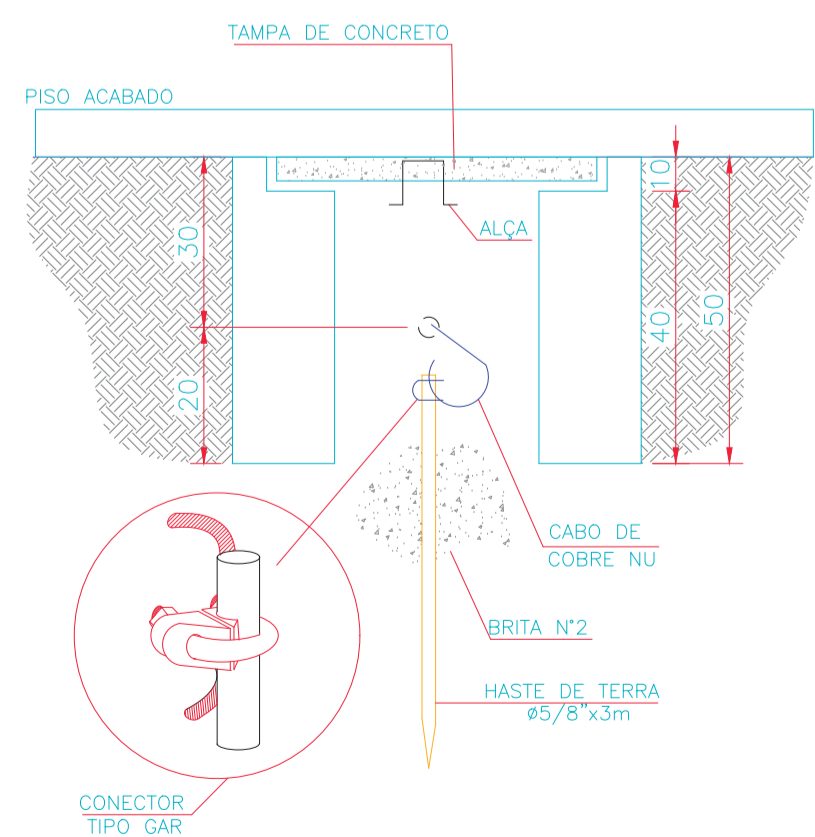 TAMPA DE CONCRETO
PISO ACABADO
10
ALÇA
30
40
50
20
CABO DE
COBRE NU
BRITA N°2
HASTE DE TERRA
ø5/8"x3m
CONECTOR
TIPO GAR